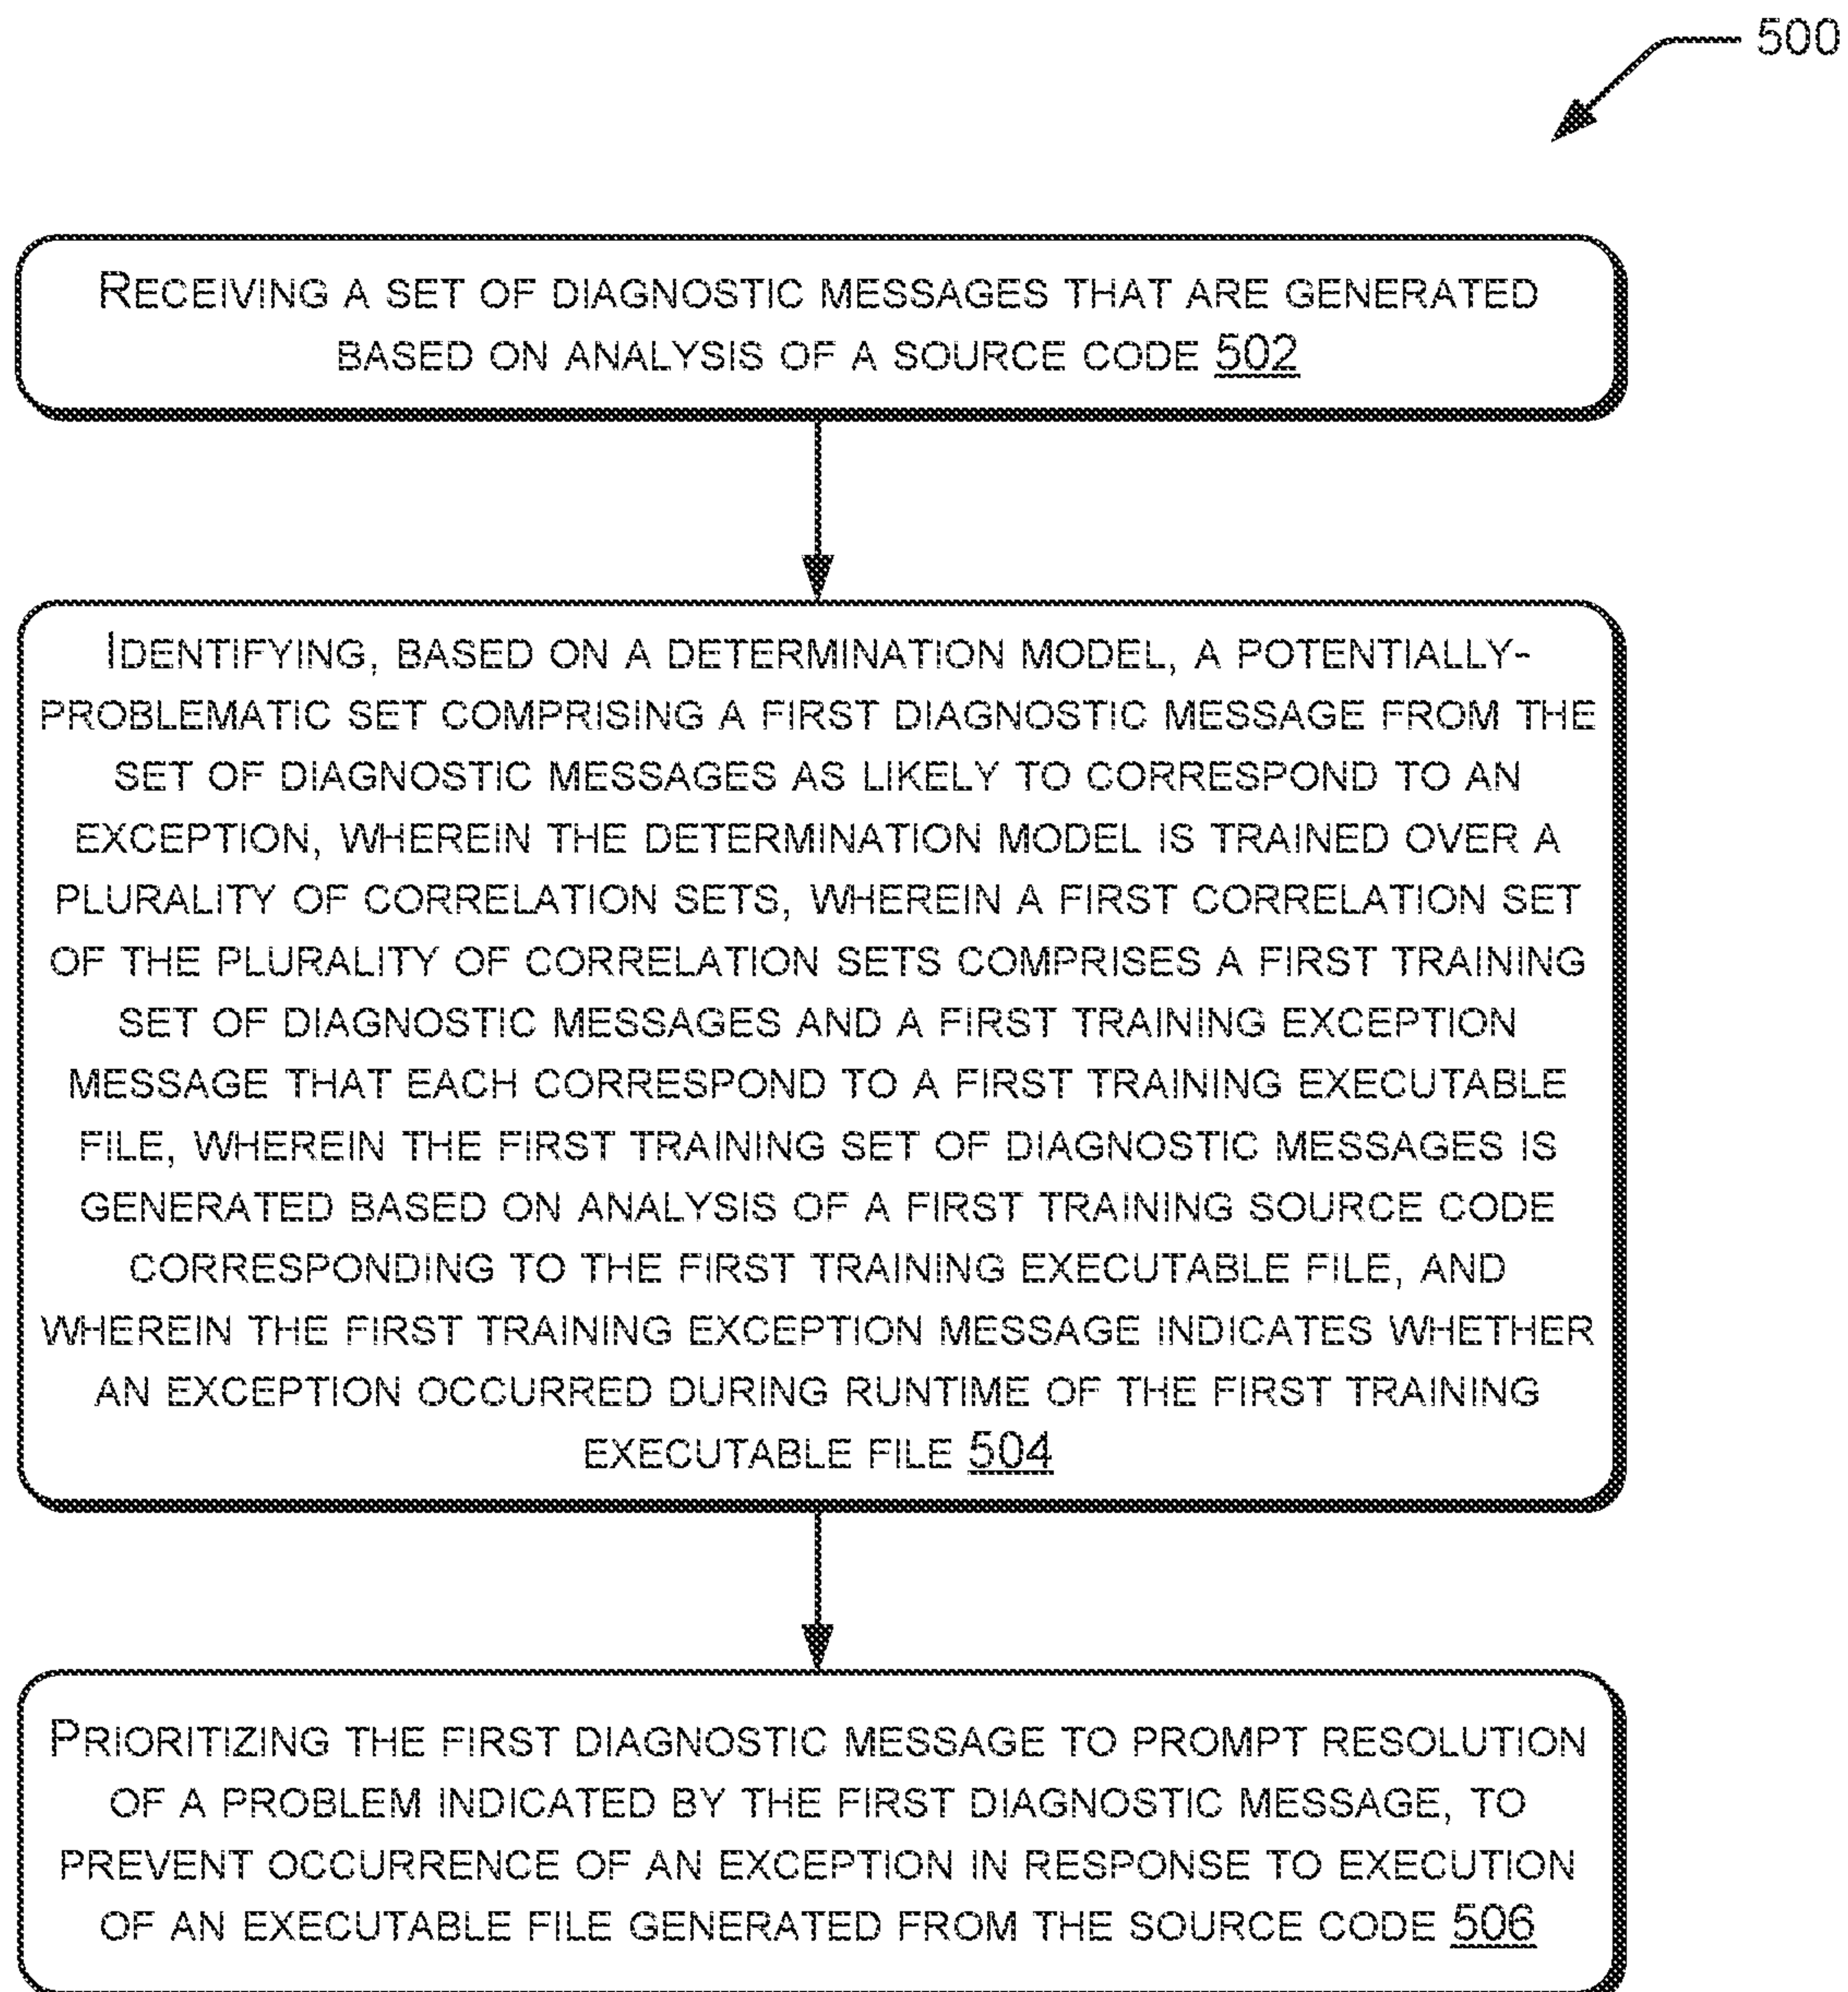 500
RECEIVING A SET OF DIAGNOSTIC MESSAGES THAT ARE GENERATED
BASED ON ANALYSIS OF A SOURCE CODE 502
IDENTIFYING, BASED ON A DETERMINATION MODEL, A POTENTIALLY-
PROBLEMATIC SET COMPRISING A FIRST DIAGNOSTIC MESSAGE FROM THE
SET OF DIAGNOSTIC MESSAGES AS LIKELY TO CORRESPOND TO AN
EXCEPTION, WHEREIN THE DETERMINATION MODEL IS TRAINED OVER A
PLURALITY OF CORRELATION SETS, WHEREIN A FIRST CORRELATION SET
OF THE PLURALITY OF CORRELATION SETS COMPRISES A FIRST TRAINING
SET OF DIAGNOSTIC MESSAGES AND A FIRST TRAINING EXCEPTION
MESSAGE THAT EACH CORRESPOND TO A FIRST TRAINING EXECUTABLE
FILE, WHEREIN THE FIRST TRAINING SET OF DIAGNOSTIC MESSAGES IS
GENERATED BASED ON ANALYSIS OF A FIRST TRAINING SOURCE CODE
CORRESPONDING TO THE FIRST TRAINING EXECUTABLE FILE, AND
WHEREIN THE FIRST TRAINING EXCEPTION MESSAGE INDICATES WHETHER
AN EXCEPTION OCCURRED DURING RUNTIME OF THE FIRST TRAINING
EXECUTABLE FILE 504
PRIORITIZING THE FIRST DIAGNOSTIC MESSAGE TO PROMPT RESOLUTION
OF A PROBLEM INDICATED BY THE FIRST DIAGNOSTIC MESSAGE, TO
PREVENT OCCURRENCE OF AN EXCEPTION IN RESPONSE TO EXECUTION
OF AN EXECUTABLE FILE GENERATED FROM THE SOURCE CODE 506